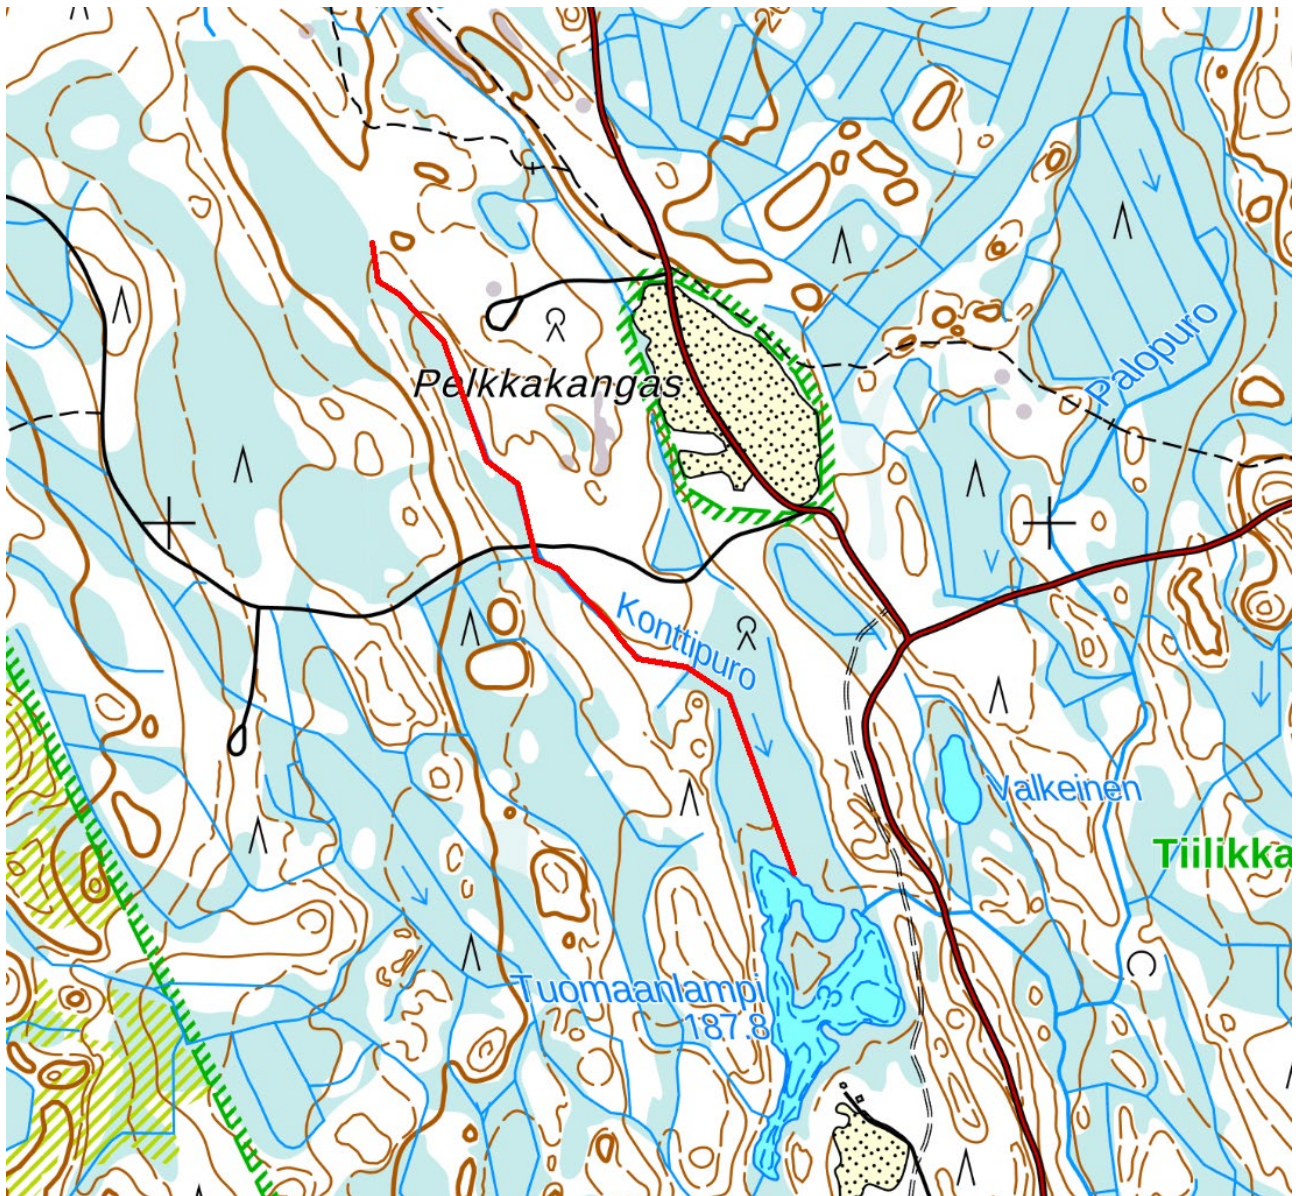 Palopuro
Pelkkakangas
Konttipuro
Valkeinen
Tiilikka
Tuomaanlampi
187.8